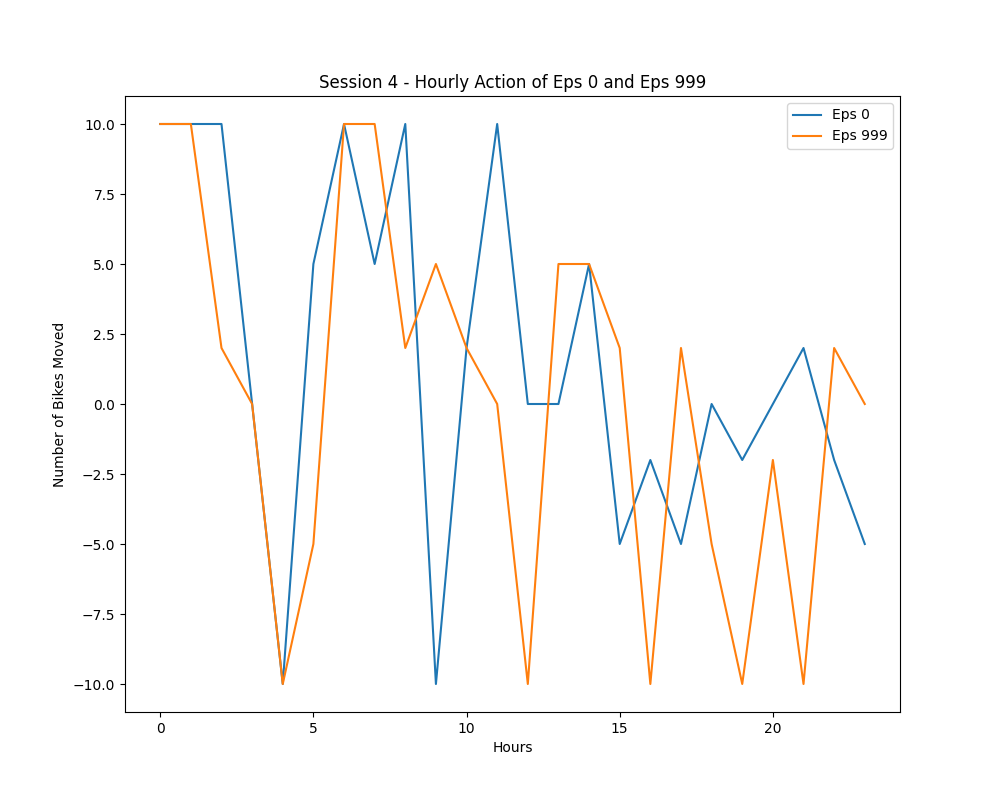 Session 4 - Hourly Action of Eps 0 and Eps 999
Eps 0
Eps 999
10.0
7.5
5.0
2.5
0.0
−2.5
−5.0
−7.5
−10.0
Number of Bikes Moved
0 5 10 15 20
Hours